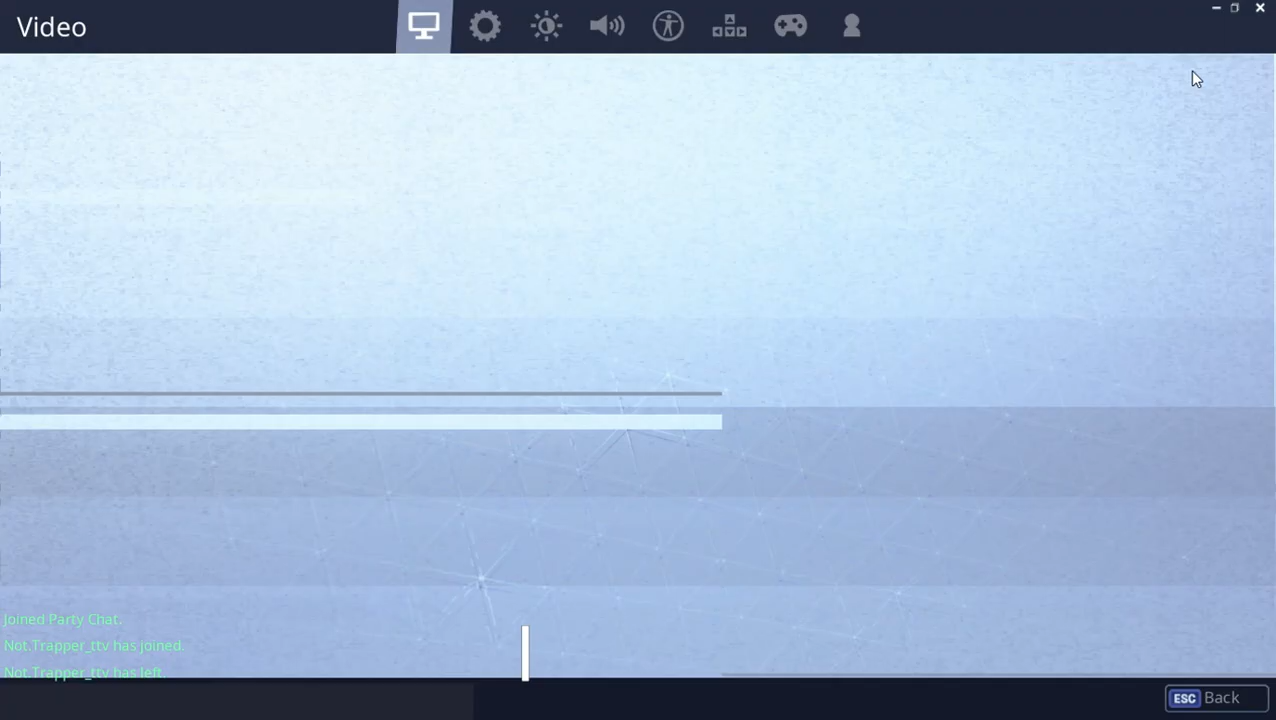 Video
Joined Party Chat.
Not.Trapper_ttv has joined.
Not.Trapper_ttv has left.
ESC Back